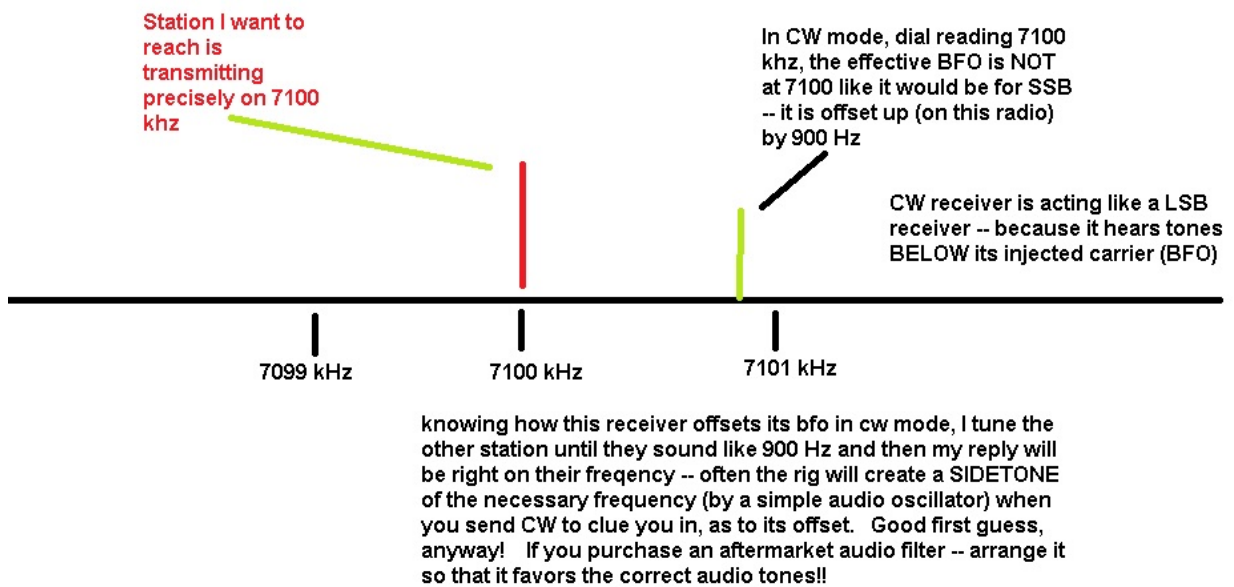 Station I want to
reach is
transmitting
precisely on 7100
khz
In CW mode, dial reading 7100
khz, the effective BFO is NOT
at 7100 like it would be for SSB
-- it is offset up (on this radio)
by 900 Hz
CW receiver is acting like a LSB
receiver -- because it hears tones
BELOW its injected carrier (BFO)
7099 kHz
7100 kHz
7101 kHz
knowing how this receiver offsets its bfo in cw mode, I tune the
other station until they sound like 900 Hz and then my reply will
be right on their freqency -- often the rig will create a SIDETONE
of the necessary frequency (by a simple audio oscillator) when
you send CW to clue you in, as to its offset.   Good first guess,
anyway!    If you purchase an aftermarket audio filter -- arrange it
so that it favors the correct audio tones!!